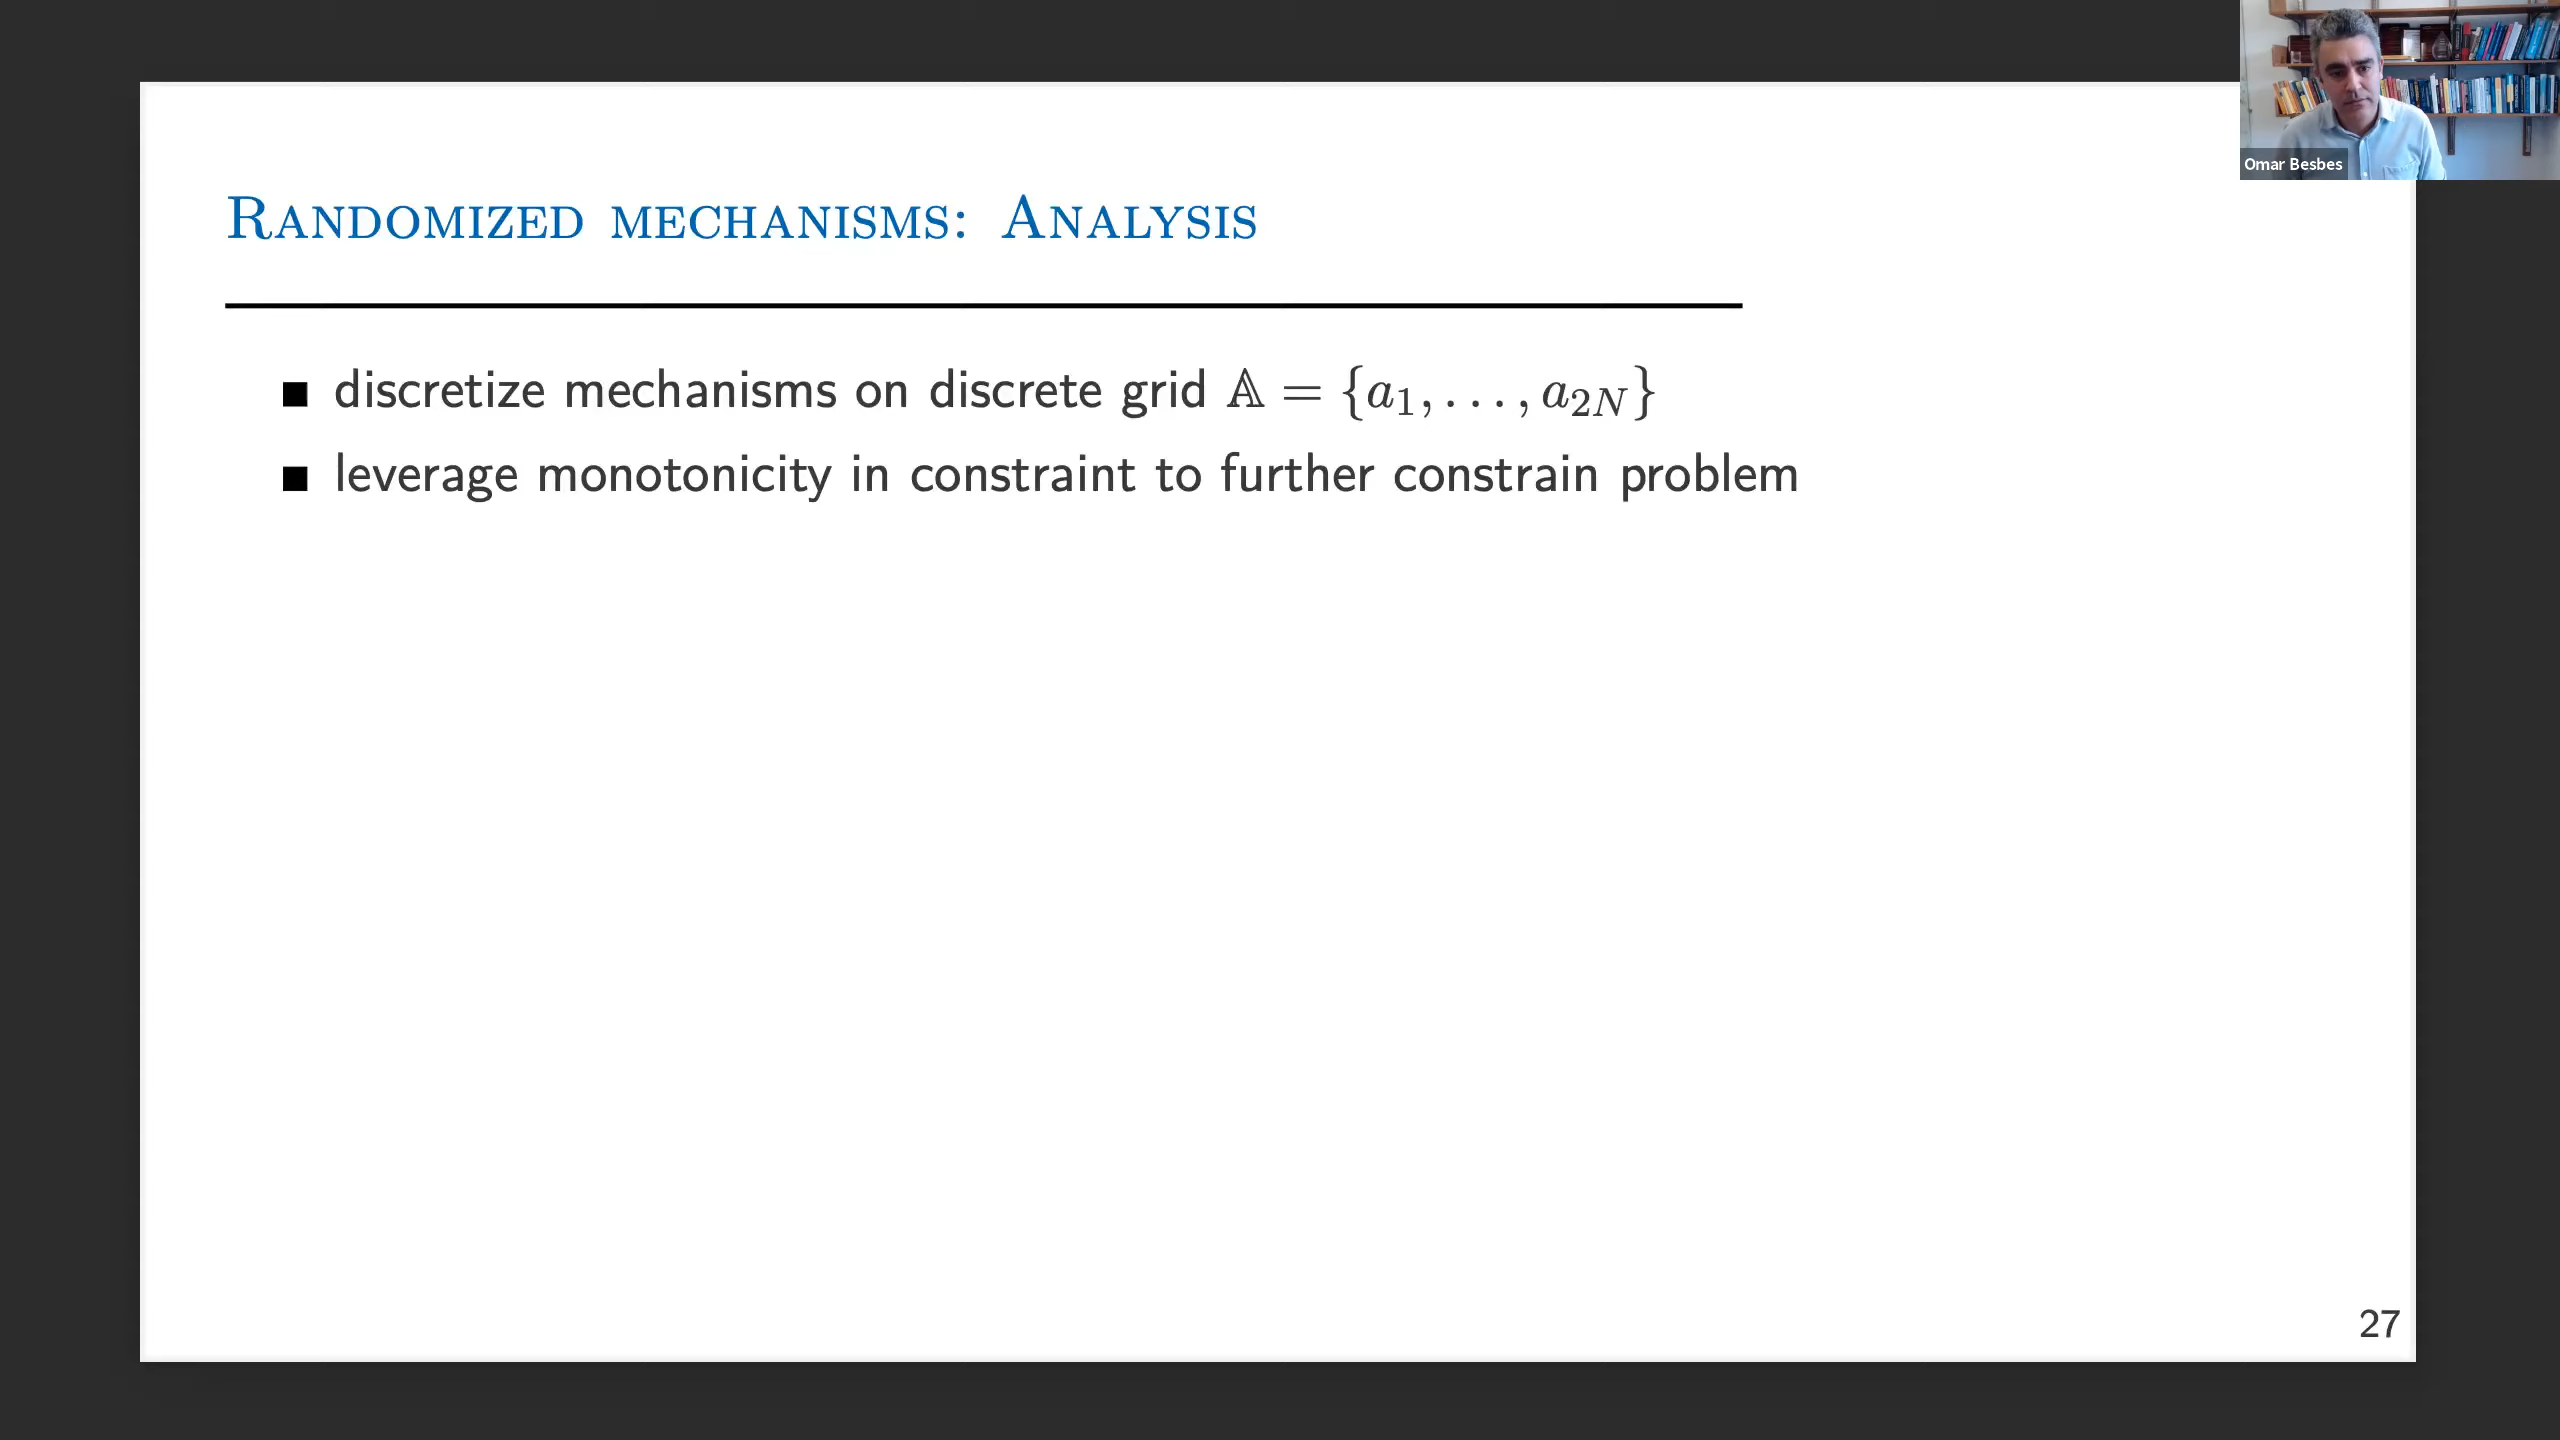 Omar Besbes
Randomized mechanisms: Analysis
■ discretize mechanisms on discrete grid 𝔸 = {a₁, . . . , a₂N}
■ leverage monotonicity in constraint to further constrain problem
27